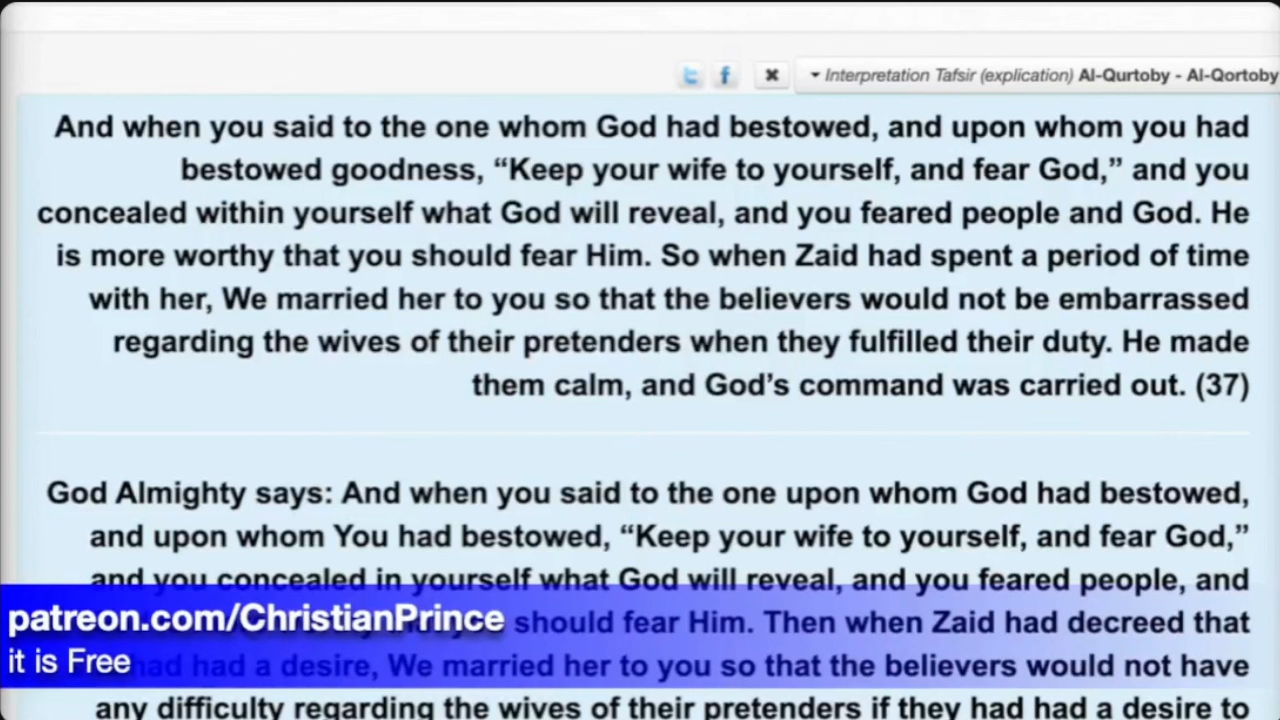 Interpretation Tafsir (explication) Al-Qurtoby - Al-Qortoby
And when you said to the one whom God had bestowed, and upon whom you had
bestowed goodness, “Keep your wife to yourself, and fear God,” and you
concealed within yourself what God will reveal, and you feared people and God. He
is more worthy that you should fear Him. So when Zaid had spent a period of time
with her, We married her to you so that the believers would not be embarrassed
regarding the wives of their pretenders when they fulfilled their duty. He made
them calm, and God’s command was carried out. (37)
God Almighty says: And when you said to the one upon whom God had bestowed,
and upon whom You had bestowed, “Keep your wife to yourself, and fear God,”
and you concealed in yourself what God will reveal, and you feared people, and
should fear Him. Then when Zaid had decreed that
had had a desire, We married her to you so that the believers would not have
any difficulty regarding the wives of their pretenders if they had had a desire to
patreon.com/ChristianPrince
it is Free